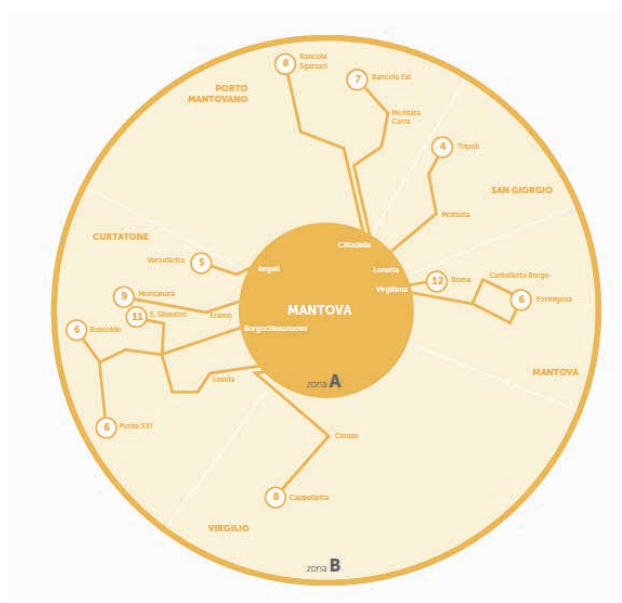 8
Bancole
Sgarzari
7
Bancole Est
PORTO
MANTOVANO
Montata
Carra
4
Tripoli
SAN GIORGIO
Mottella
CURTATONE
Cittadella
Versaliotto
5
Angeli
Lunetta
Virgiliana
12
Roma
Castelletto Borgo
6
Formigosa
9
Montanara
11
S. Silvestro
Eremo
MANTOVA
6
Buscoldo
Borgochiesanuova
MANTOVA
Loreta
zona A
6
Ponte XXI
Cerese
8
Cappelletta
VIRGILIO
zona B